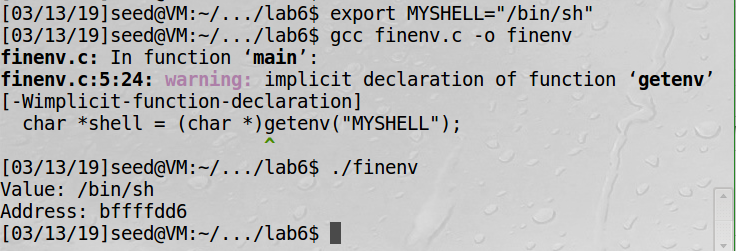 [03/13/19]seed@VM:~/.../lab6$ export MYSHELL="/bin/sh"
[03/13/19]seed@VM:~/.../lab6$ gcc finenv.c -o finenv
finenv.c: In function ‘main’:
finenv.c:5:24: warning: implicit declaration of function ‘getenv’
[-Wimplicit-function-declaration]
  char *shell = (char *)getenv("MYSHELL");
                        ^
[03/13/19]seed@VM:~/.../lab6$ ./finenv
Value: /bin/sh
Address: bffffdd6
[03/13/19]seed@VM:~/.../lab6$